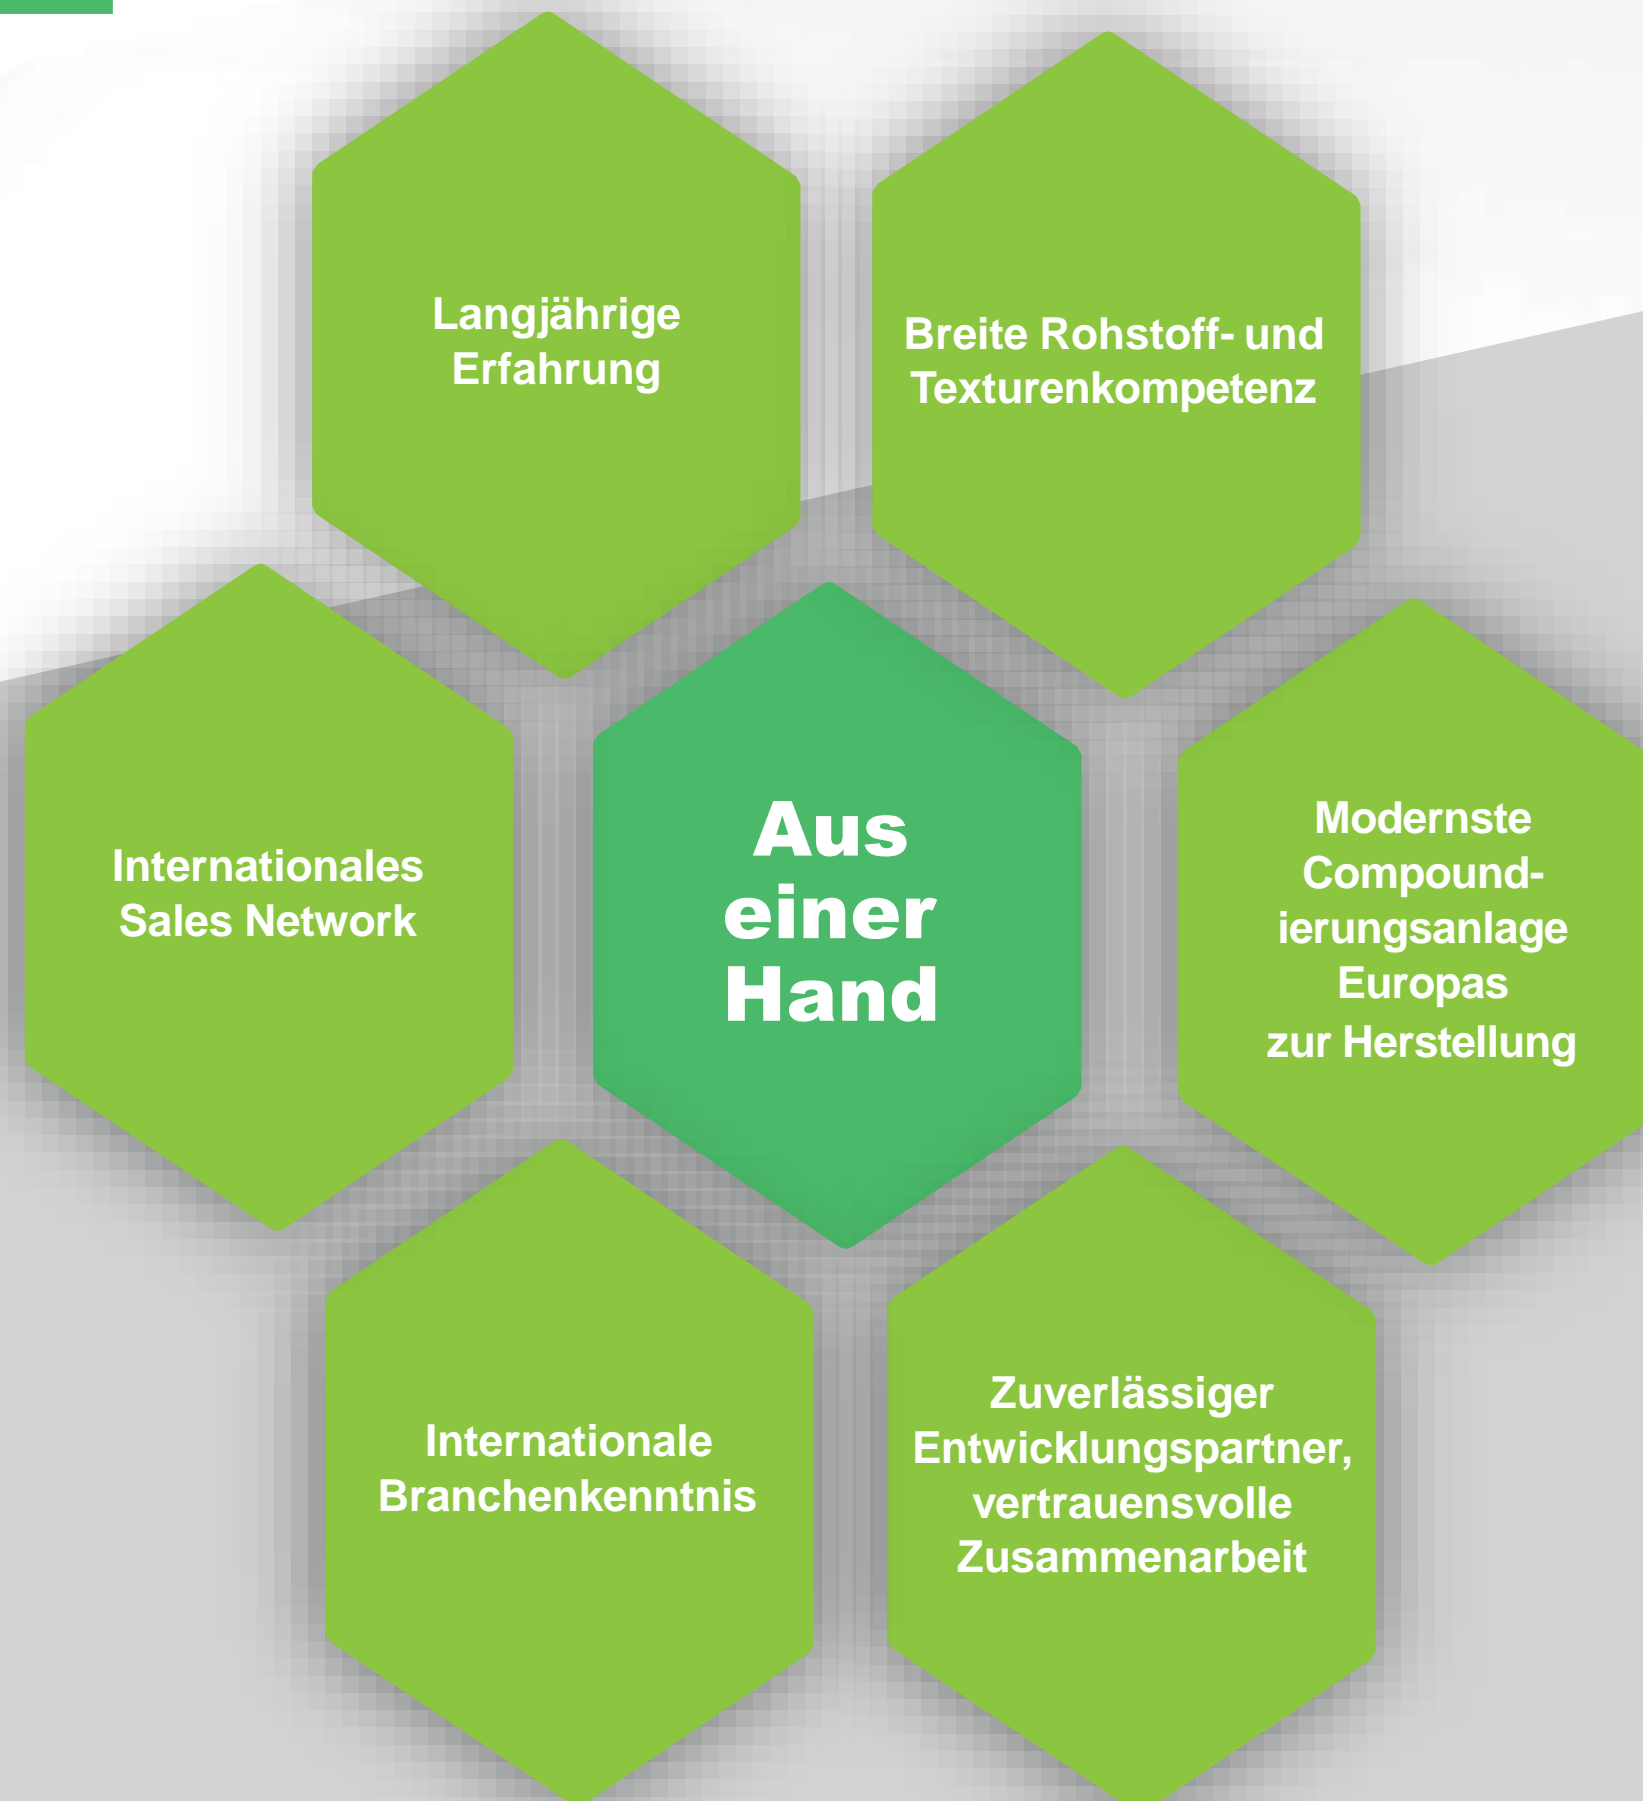 Langjährige
Erfahrung
Breite Rohstoff- und
Texturenkompetenz
Internationales
Sales Network
Aus
einer
Hand
Modernste
Compound-
ierungsanlage
Europas
zur Herstellung
Internationale
Branchenkenntnis
Zuverlässiger
Entwicklungspartner,
vertrauensvolle
Zusammenarbeit